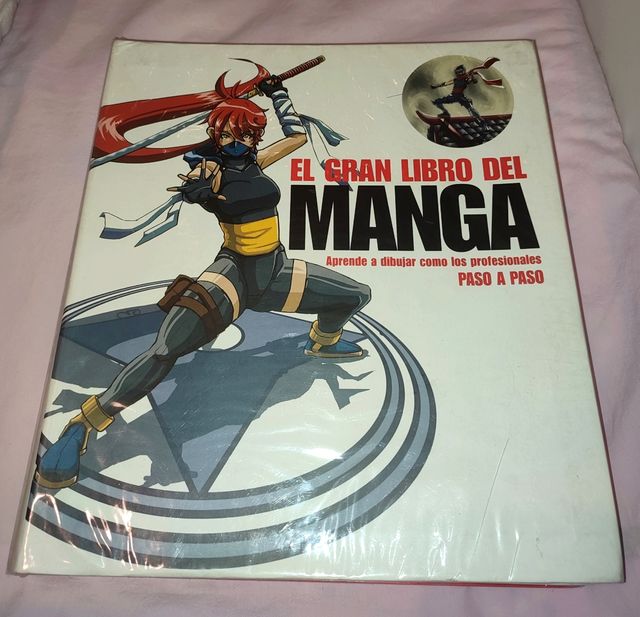 EL GRAN LIBRO DEL
MANGA
Aprende a dibujar como los profesionales
PASO A PASO